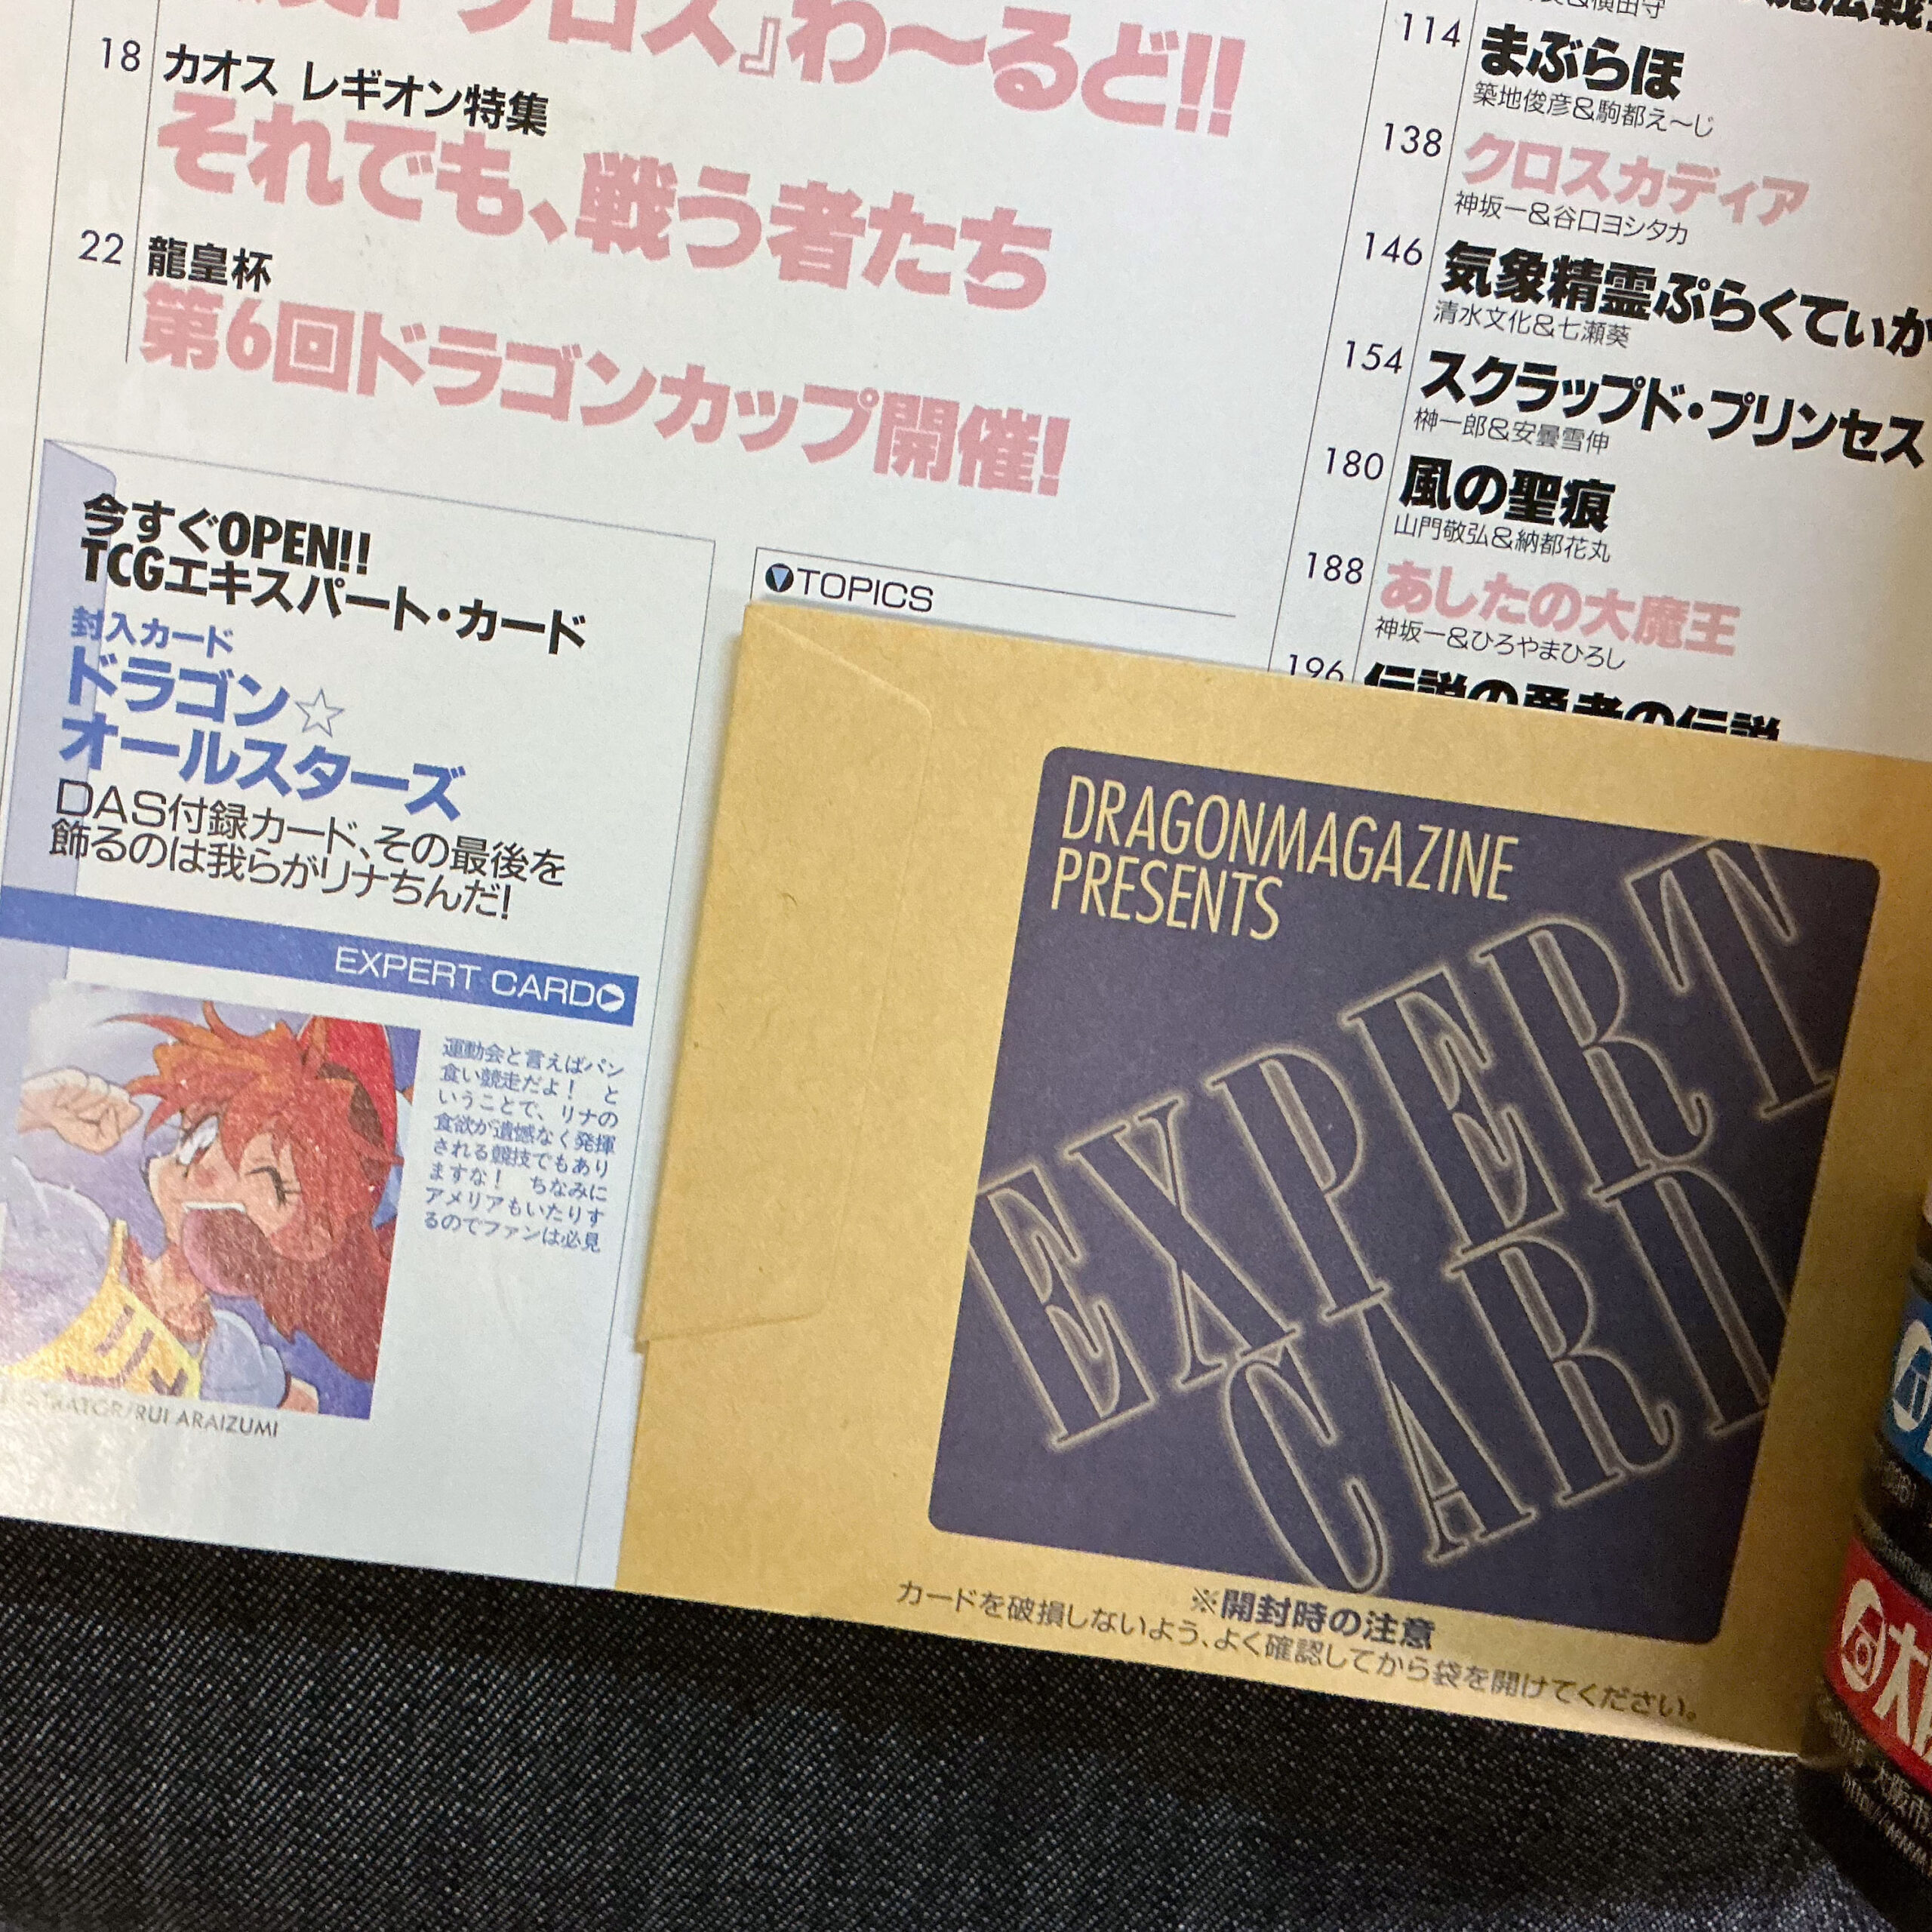 クロス』わ〜るど!!
18 カオス レギオン特集
それでも、戦う者たち
22 龍皇杯
第6回ドラゴンカップ開催!
今すぐOPEN!!
TCGエキスパート・カード
封入カード
ドラゴン☆
オールスターズ
DAS付録カード、その最後を
飾るのは我らがリナちんだ!
EXPERT CARD
運動会と言えばパン
食い競走だよ! と
いうことで、リナの
食欲が遺憾なく発揮
される競技でもあり
ますな! ちなみに
アメリアもいたりす
るのでファンは必見
RUI ARAIZUMI
TOPICS
114 まぶらほ
築地俊彦&駒都え〜じ
138 クロスカディア
神坂一&谷口ヨシタカ
146 気象精霊ぷらくてぃか
清水文化&七瀬葵
154 スクラップド・プリンセス
榊一郎&安曇雪伸
180 風の聖痕
山門敬弘&納都花丸
188 あしたの大魔王
神坂一&ひろやまひろし
196 伝説の勇者の伝説
DRAGONMAGAZINE
PRESENTS
EXPERT
CARD
※開封時の注意
カードを破損しないよう、よく確認してから袋を開けてください。